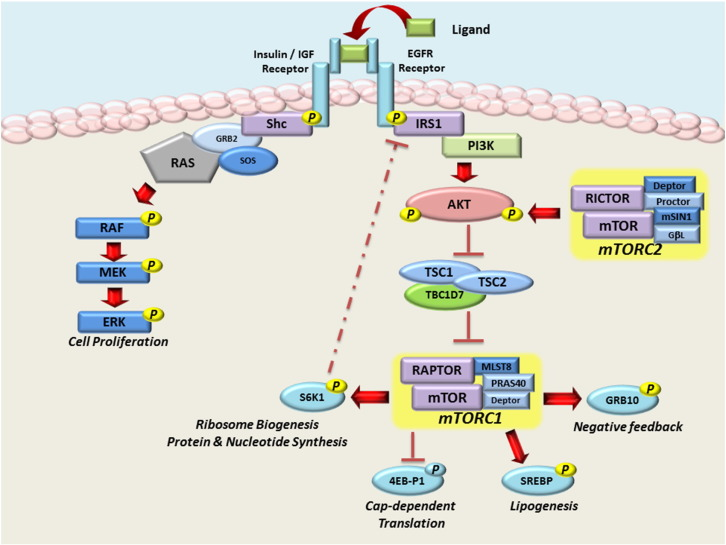 Ligand
Insulin / IGF
Receptor
EGFR
Receptor
Shc
P
P
IRS1
GRB2
SOS
RAS
PI3K
AKT
P
P
RICTOR
Deptor
Proctor
mTOR
mSIN1
GβL
mTORC2
RAF
P
MEK
P
ERK
P
Cell Proliferation
TSC1
TSC2
TBC1D7
RAPTOR
MLST8
PRAS40
mTOR
Deptor
mTORC1
S6K1
P
Ribosome Biogenesis
Protein & Nucleotide Synthesis
GRB10
P
Negative feedback
4EB-P1
P
Cap-dependent
Translation
SREBP
P
Lipogenesis